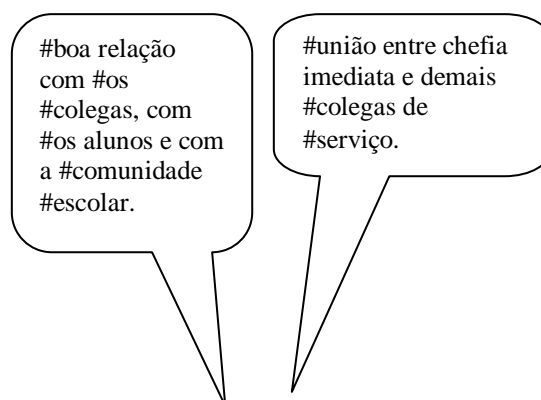 #boa relação
com #os
#colegas, com
#os alunos e com
a #comunidade
#escolar.
#união entre chefia
imediata e demais
#colegas de
#serviço.